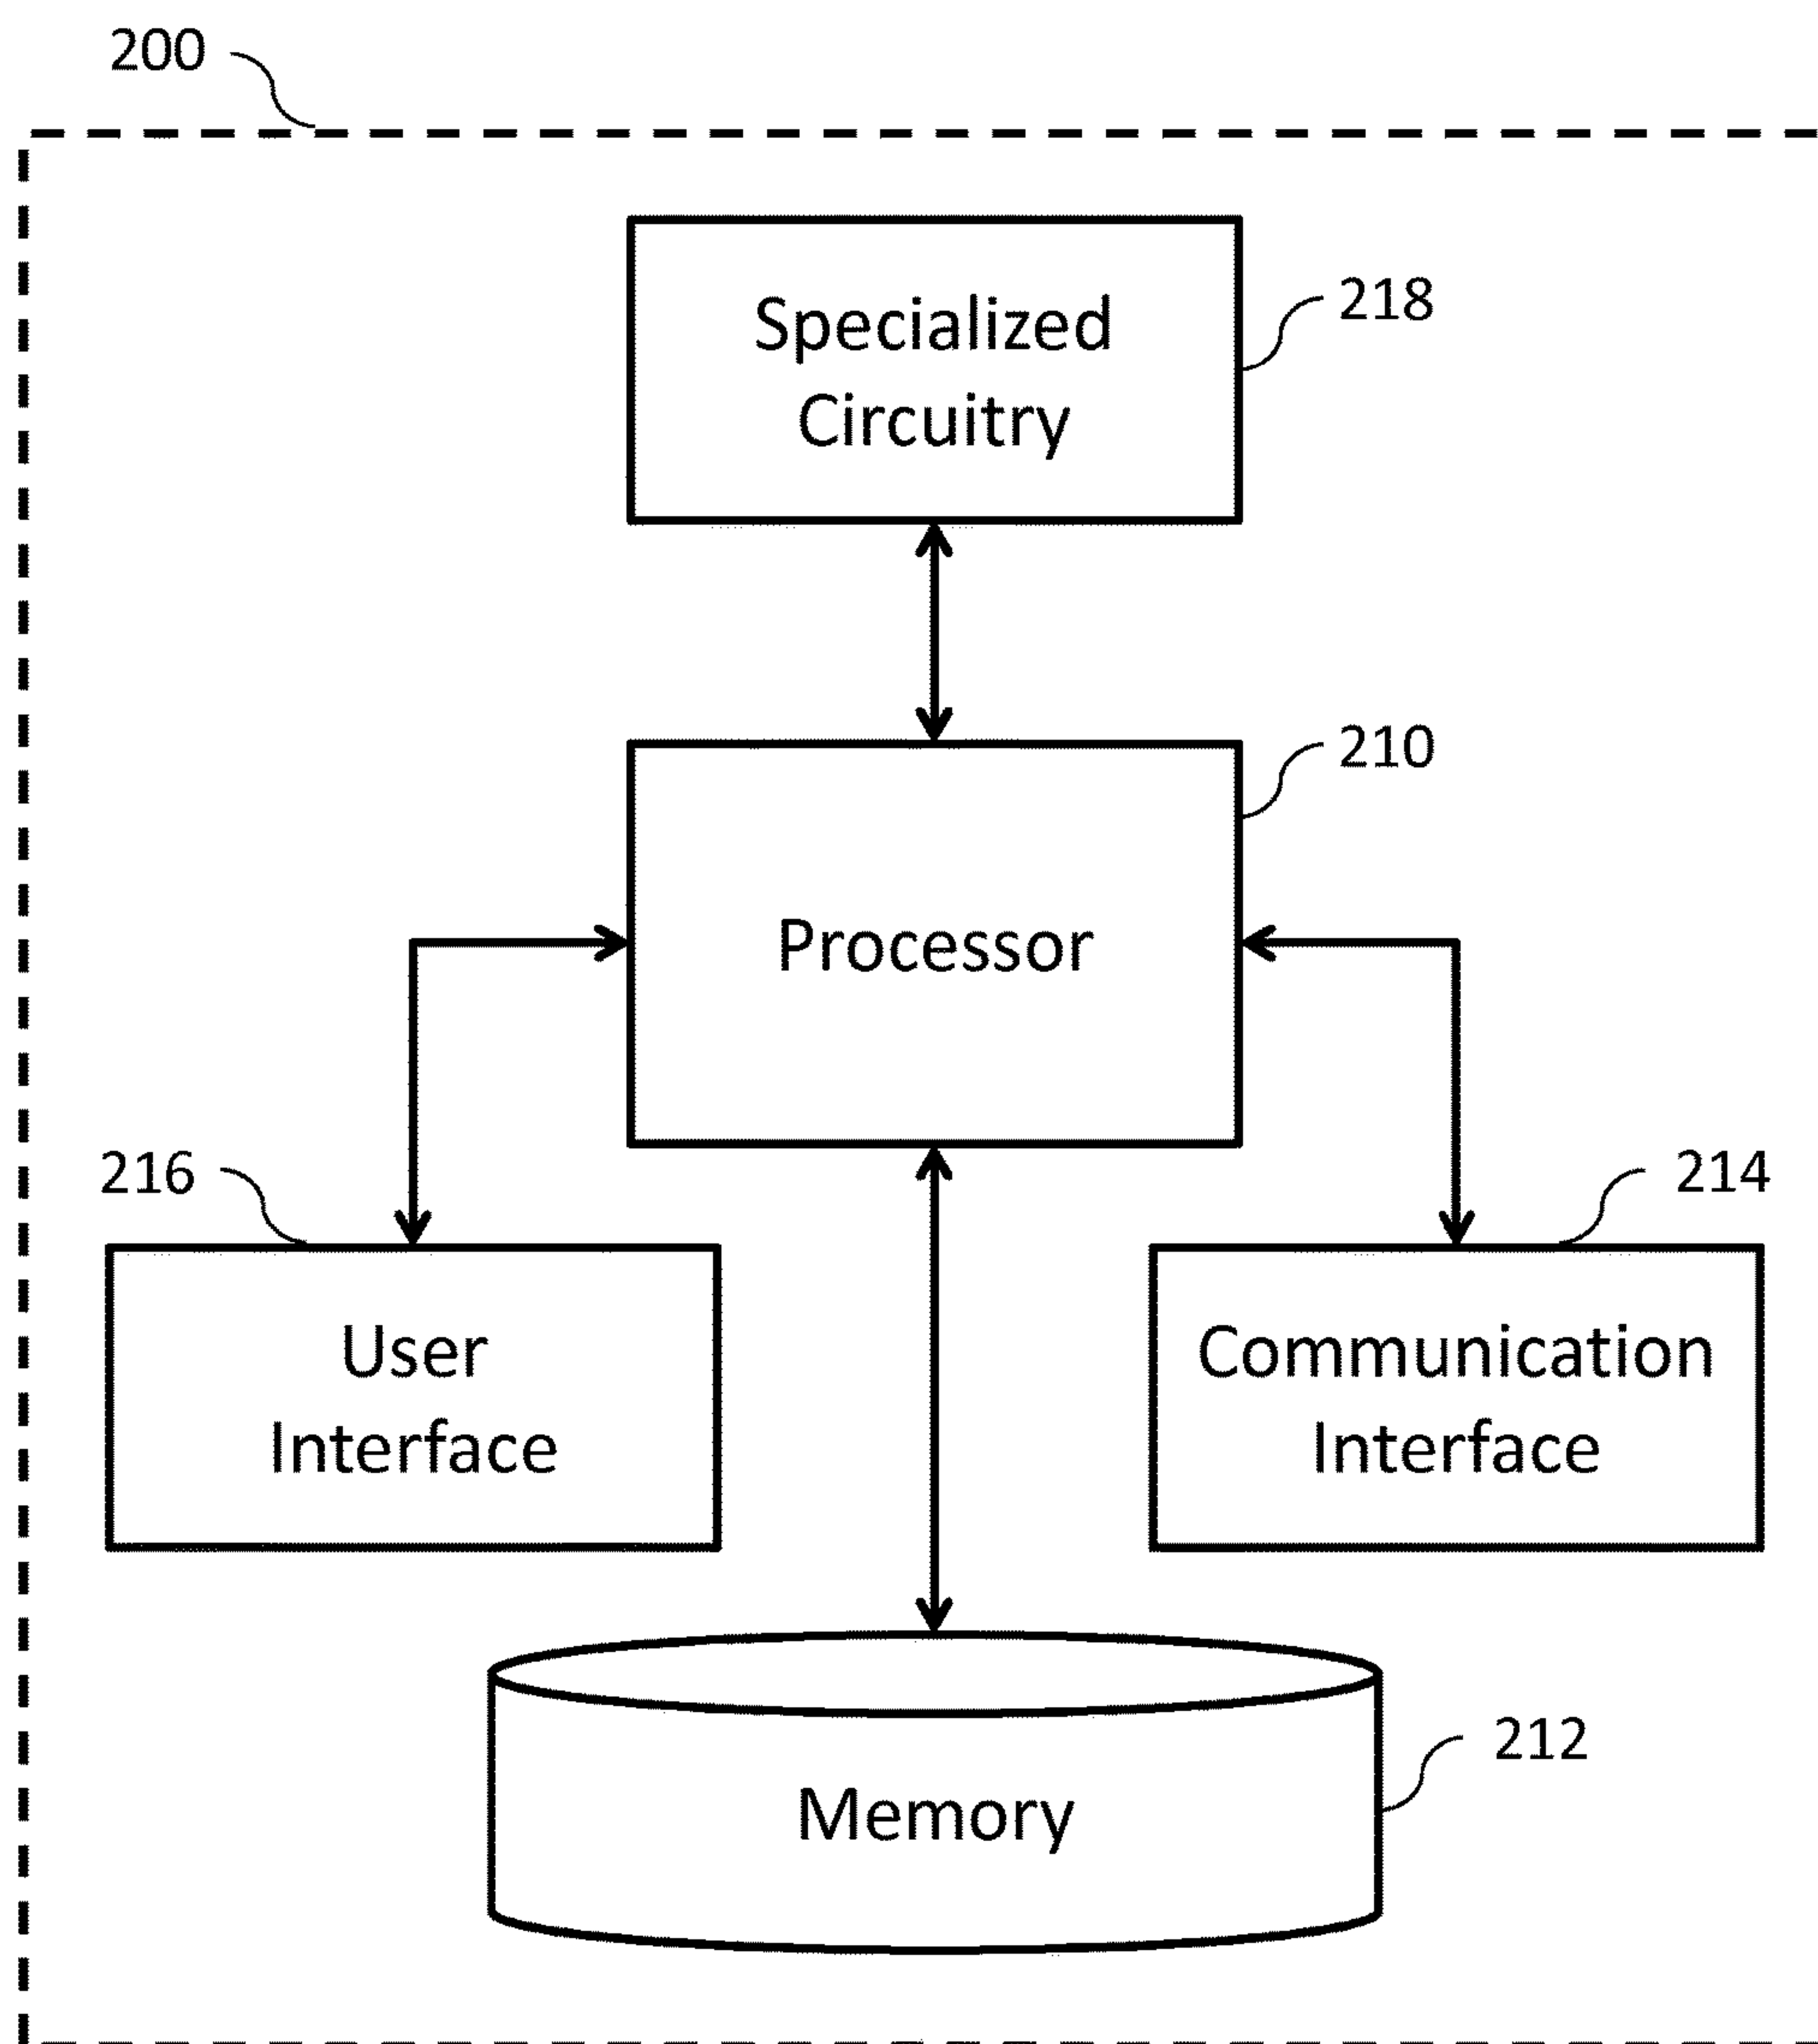 200
Specialized
Circuitry
218
210
Processor
216
214
User
Interface
Communication
Interface
212
Memory